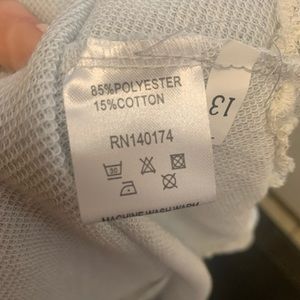 85%POLYESTER
15%COTTON
RN140174
30
MACHINE WASH WARM
13